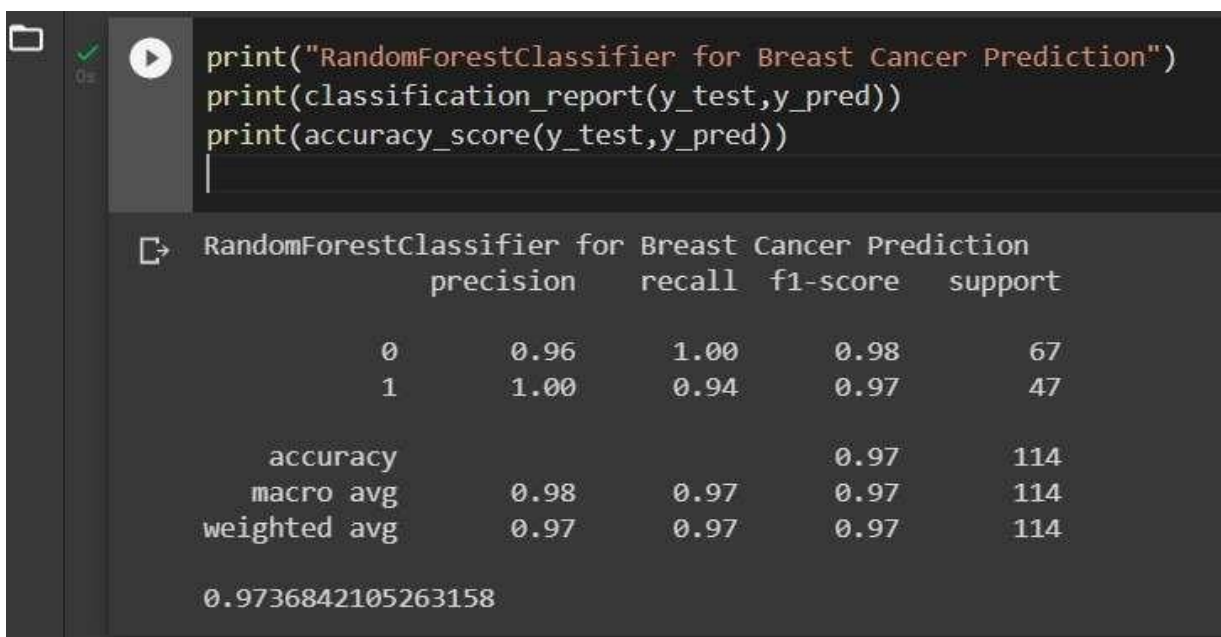 0s
print("RandomForestClassifier for Breast Cancer Prediction")
print(classification_report(y_test,y_pred))
print(accuracy_score(y_test,y_pred))
RandomForestClassifier for Breast Cancer Prediction
precision recall f1-score support
0 0.96 1.00 0.98 67
1 1.00 0.94 0.97 47
accuracy 0.97 114
macro avg 0.98 0.97 0.97 114
weighted avg 0.97 0.97 0.97 114
0.9736842105263158